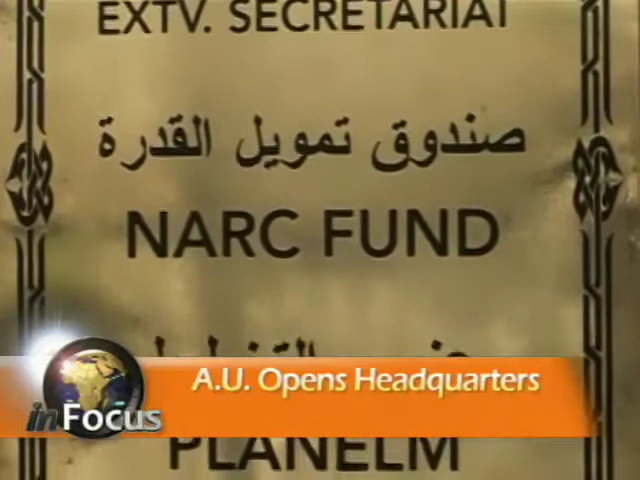 EXTV. SECRETARIAT
صندوق تمويل القدرة
NARC FUND
A.U. Opens Headquarters
inFocus
PLANELM